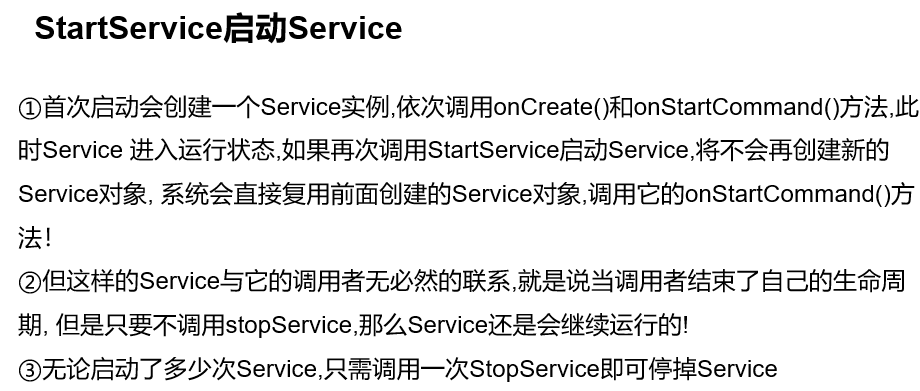 StartService启动Service
①首次启动会创建一个Service实例,依次调用onCreate()和onStartCommand()方法,此
时Service 进入运行状态,如果再次调用StartService启动Service,将不会再创建新的
Service对象, 系统会直接复用前面创建的Service对象,调用它的onStartCommand()方
法！
②但这样的Service与它的调用者无必然的联系,就是说当调用者结束了自己的生命周
期, 但是只要不调用stopService,那么Service还是会继续运行的!
③无论启动了多少次Service,只需调用一次StopService即可停掉Service